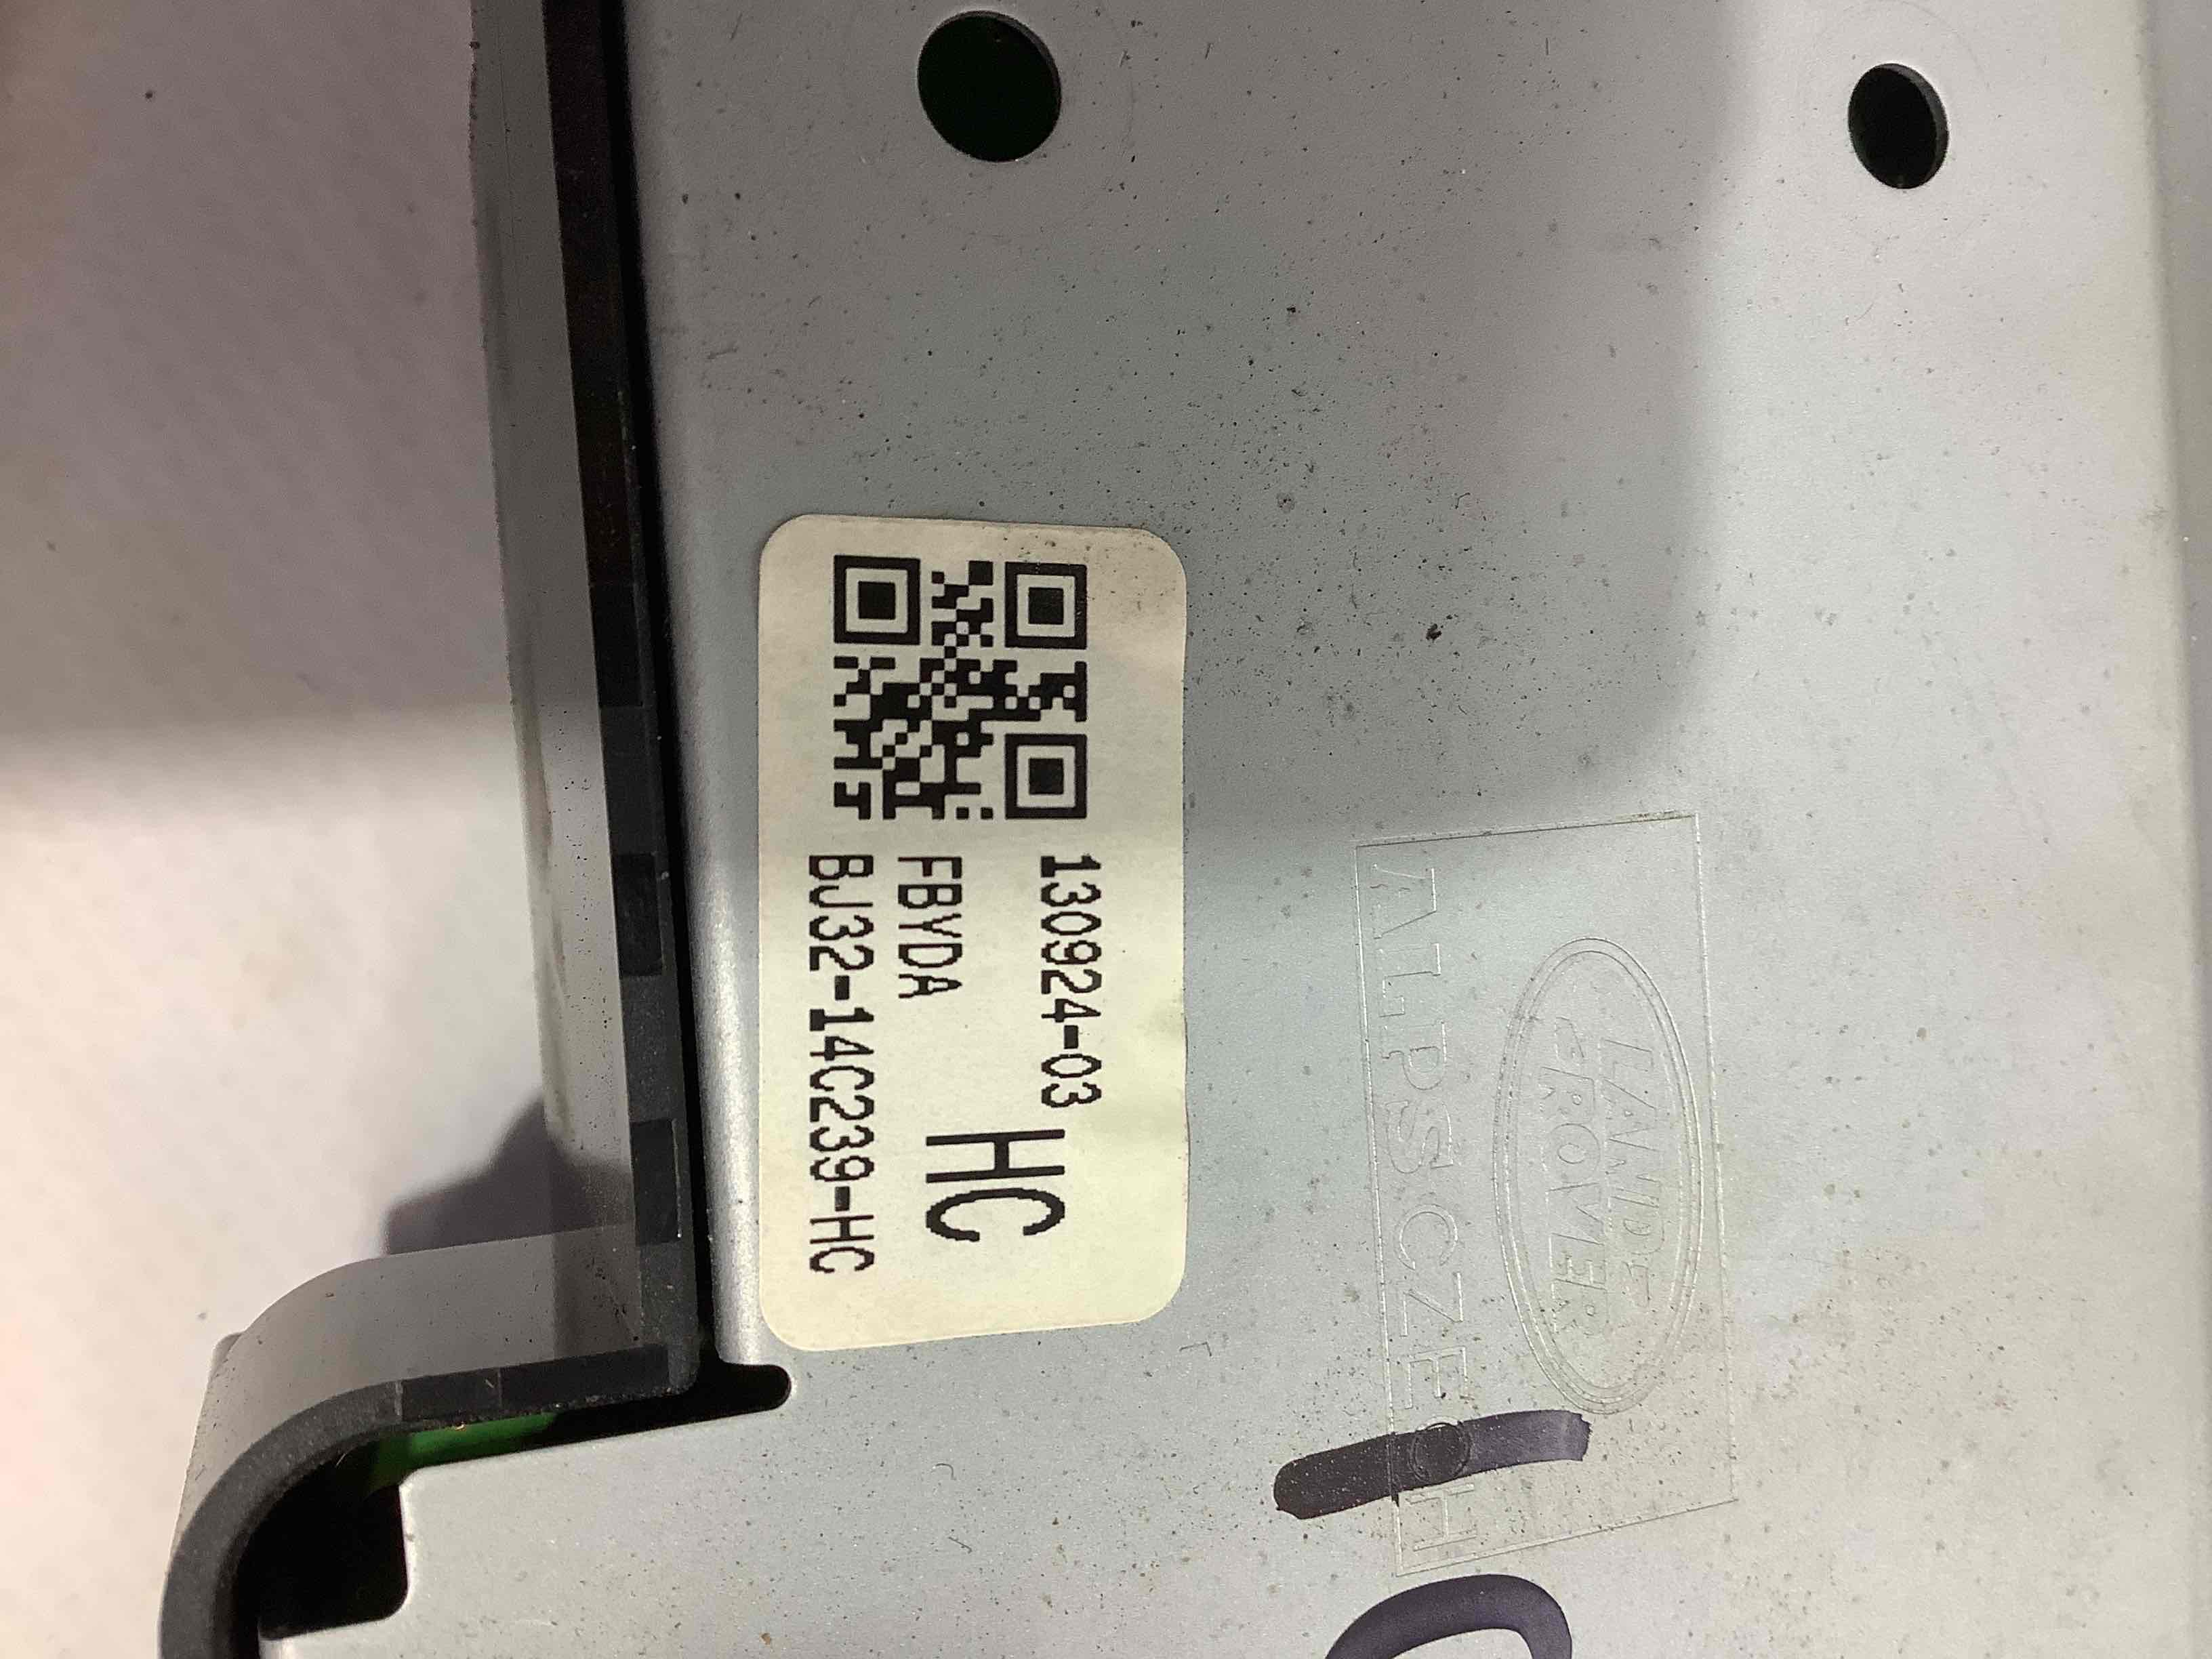 130924-03
HC
FBYDA
BJ32-14C239-HC
LAND-
-ROVER
ALPS CZECH